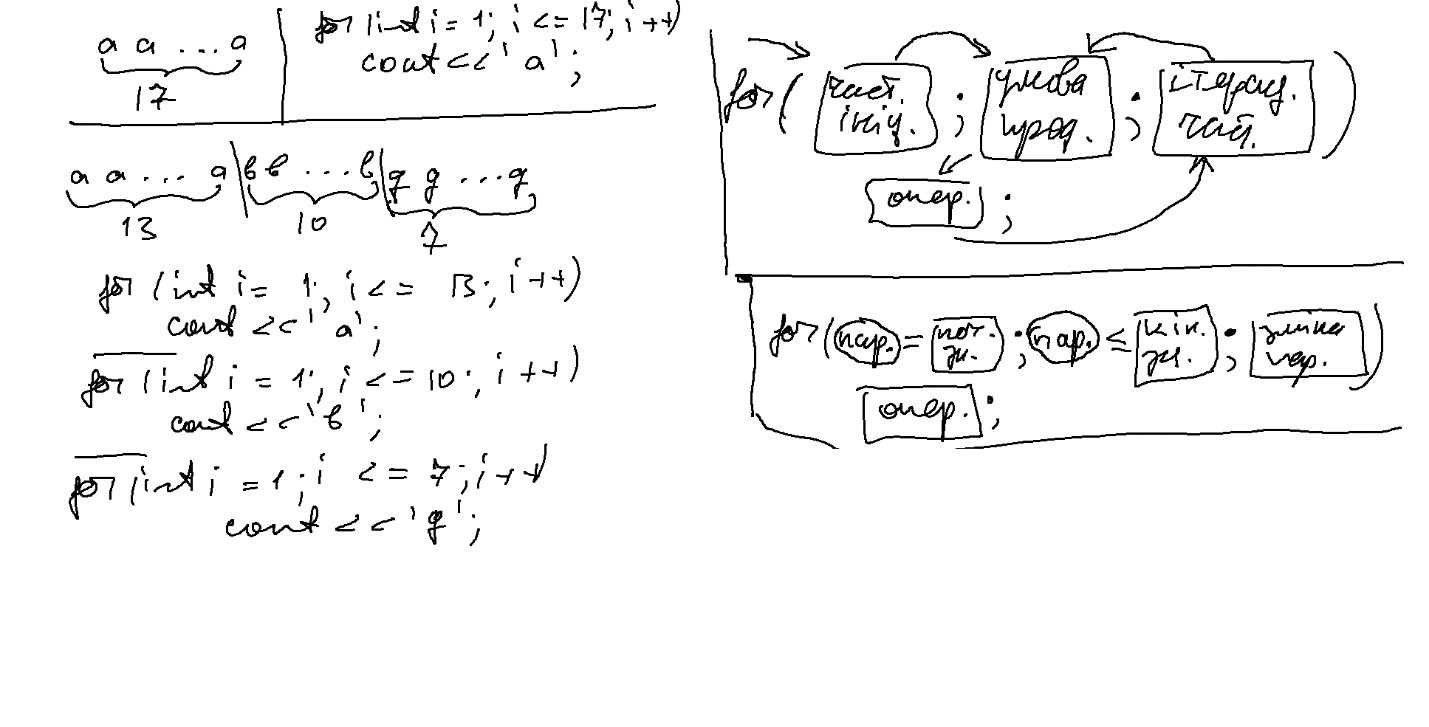 a a ... a
17
for (int i = 1; i <= 17; i++)
cout << 'a';
a a ... a | в в ... в | g g ... g
13 10 7
for (int i = 1; i <= 13; i++)
cout << 'a';
for (int i = 1; i <= 10; i++)
cout << 'в';
for (int i = 1; i <= 7; i++)
cout << 'g';
for ( част. ініц. ; умова прод. ; ітерац. част. )
опер. ;
for ( пар. = поч. зн. ; пар. ≤ кін. зн. ; зміна пар. )
опер. ;